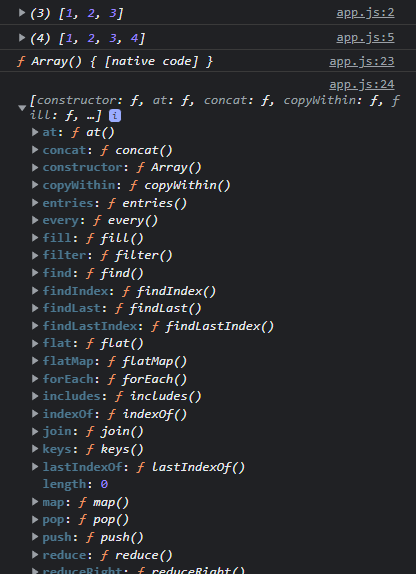 (3) [1, 2, 3] app.js:2
(4) [1, 2, 3, 4] app.js:5
ƒ Array() { [native code] } app.js:23
app.js:24
[constructor: ƒ, at: ƒ, concat: ƒ, copyWithin: ƒ, f
ill: ƒ, …] i
at: ƒ at()
concat: ƒ concat()
constructor: ƒ Array()
copyWithin: ƒ copyWithin()
entries: ƒ entries()
every: ƒ every()
fill: ƒ fill()
filter: ƒ filter()
find: ƒ find()
findIndex: ƒ findIndex()
findLast: ƒ findLast()
findLastIndex: ƒ findLastIndex()
flat: ƒ flat()
flatMap: ƒ flatMap()
forEach: ƒ forEach()
includes: ƒ includes()
indexOf: ƒ indexOf()
join: ƒ join()
keys: ƒ keys()
lastIndexOf: ƒ lastIndexOf()
length: 0
map: ƒ map()
pop: ƒ pop()
push: ƒ push()
reduce: ƒ reduce()
reduceRight: ƒ reduceRight()